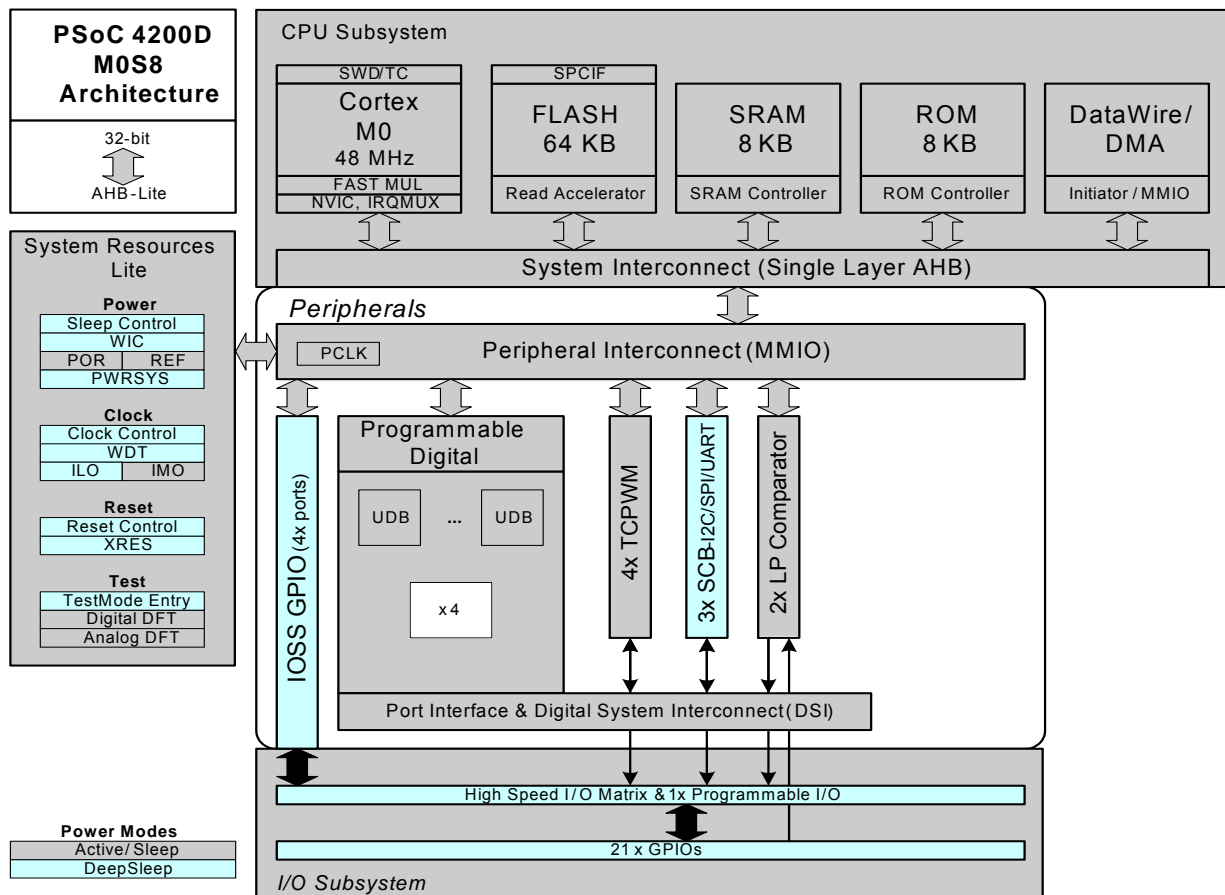 PSoC 4200D
M0S8
Architecture
32-bit
AHB-Lite
CPU Subsystem
SWD/TC
Cortex
M0
48 MHz
FAST MUL
NVIC, IRQMUX
SPCIF
FLASH
64 KB
Read Accelerator
SRAM
8 KB
SRAM Controller
ROM
8 KB
ROM Controller
DataWire/
DMA
Initiator / MMIO
System Interconnect (Single Layer AHB)
System Resources
Lite
Power
Sleep Control
WIC
POR REF
PWRSYS
Clock
Clock Control
WDT
ILO IMO
Reset
Reset Control
XRES
Test
TestMode Entry
Digital DFT
Analog DFT
Peripherals
PCLK
Peripheral Interconnect (MMIO)
IOSS GPIO (4x ports)
Programmable
Digital
UDB ... UDB
x 4
4x TCPWM
3x SCB-I2C/SPI/UART
2x LP Comparator
Port Interface & Digital System Interconnect (DSI)
High Speed I/O Matrix & 1x Programmable I/O
21 x GPIOs
I/O Subsystem
Power Modes
Active/ Sleep
DeepSleep